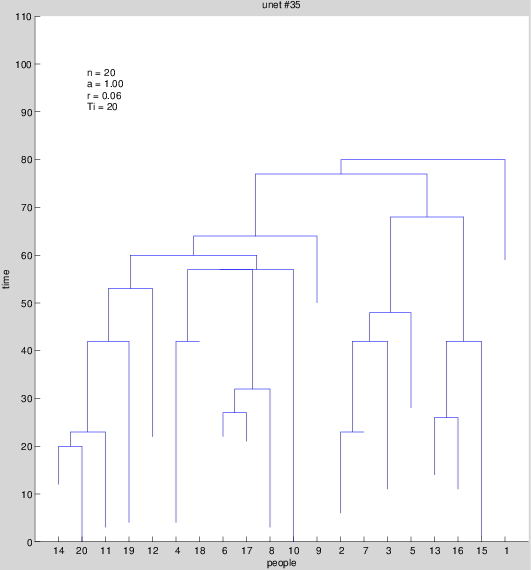 unet #35
110
100
90
80
70
60
50
40
30
20
10
0
n = 20
a = 1.00
r = 0.06
Ti = 20
time
14 20 11 19 12 4 18 6 17 8 10 9 2 7 3 5 13 16 15 1
people